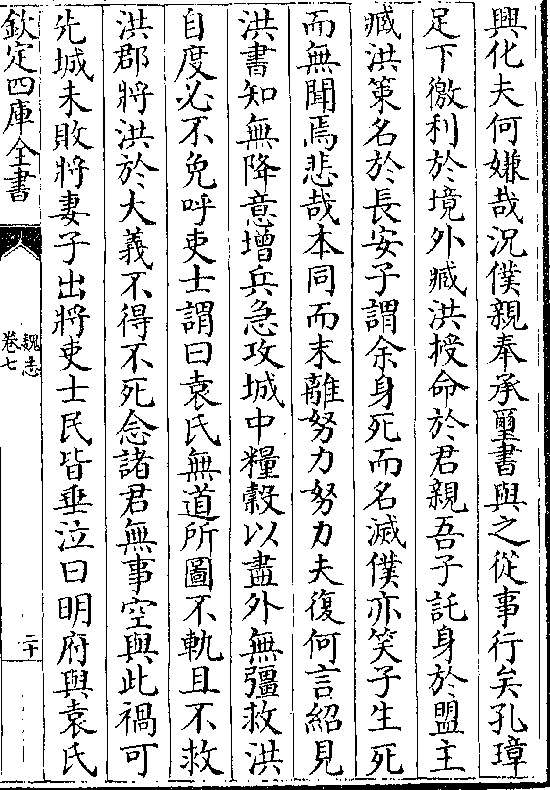 興化夫何嫌哉況僕親奉承璽書與之從事行矣孔璋
足下徼利於境外臧洪授命於君親吾子託身於盟主
臧洪策名於長安子謂余身死而名滅僕亦笑子生死
而無聞焉悲哉本同而末離努力努力夫復何言紹見
洪書知無降意增兵急攻城中糧穀以盡外無彊救洪
自度必不免呼吏士謂曰袁氏無道所圖不軌且不救
洪郡將洪於大義不得不死念諸君無事空與此禍可
先城未敗將妻子出將吏士民皆垂泣曰明府與袁氏
欽定四庫全書
魏志
卷七
二十